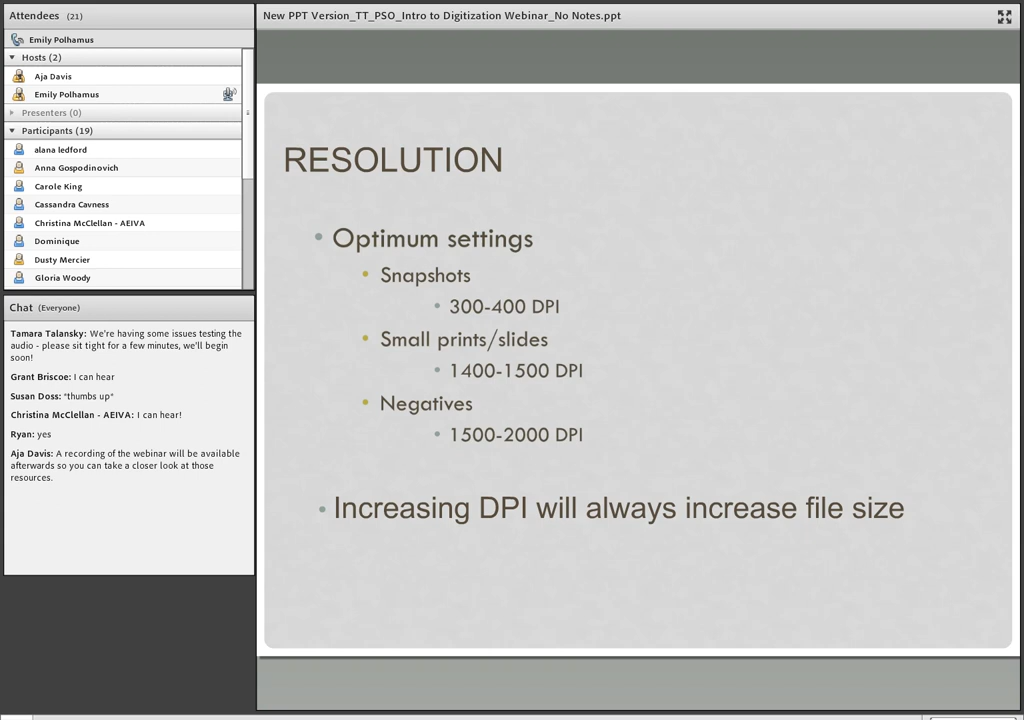 Attendees (21)
Emily Polhamus
Hosts (2)
Aja Davis
Emily Polhamus
Presenters (0)
Participants (19)
alana ledford
Anna Gospodinovich
Carole King
Cassandra Cavness
Christina McClellan - AEIVA
Dominique
Dusty Mercier
Gloria Woody
Chat (Everyone)
Tamara Talansky: We're having some issues testing the
audio - please sit tight for a few minutes, we'll begin
soon!
Grant Briscoe: I can hear
Susan Doss: *thumbs up*
Christina McClellan - AEIVA: I can hear!
Ryan: yes
Aja Davis: A recording of the webinar will be available
afterwards so you can take a closer look at those
resources.
New PPT Version_TT_PSO_Intro to Digitization Webinar_No Notes.ppt
RESOLUTION
• Optimum settings
• Snapshots
• 300-400 DPI
• Small prints/slides
• 1400-1500 DPI
• Negatives
• 1500-2000 DPI
• Increasing DPI will always increase file size